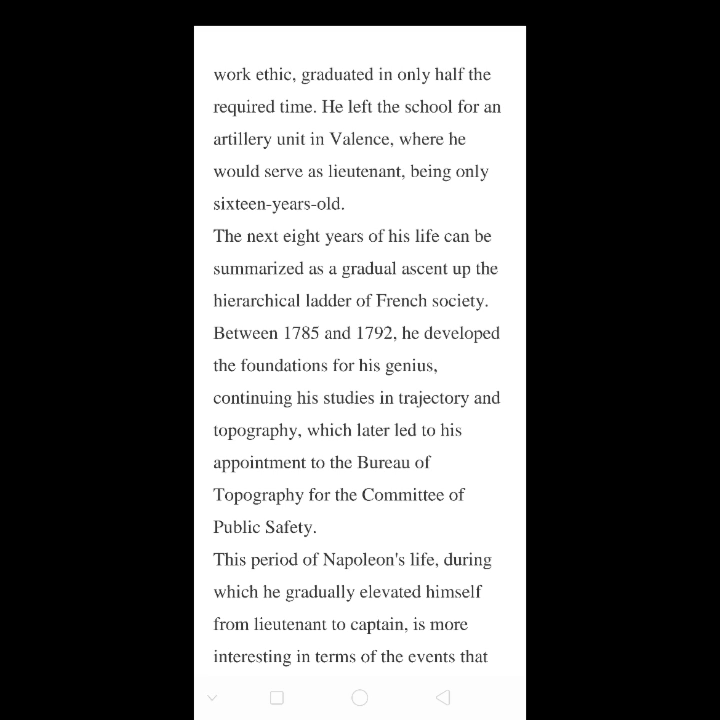 work ethic, graduated in only half the
required time. He left the school for an
artillery unit in Valence, where he
would serve as lieutenant, being only
sixteen-years-old.
The next eight years of his life can be
summarized as a gradual ascent up the
hierarchical ladder of French society.
Between 1785 and 1792, he developed
the foundations for his genius,
continuing his studies in trajectory and
topography, which later led to his
appointment to the Bureau of
Topography for the Committee of
Public Safety.
This period of Napoleon's life, during
which he gradually elevated himself
from lieutenant to captain, is more
interesting in terms of the events that